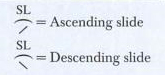 SL
= Ascending slide
SL
= Descending slide